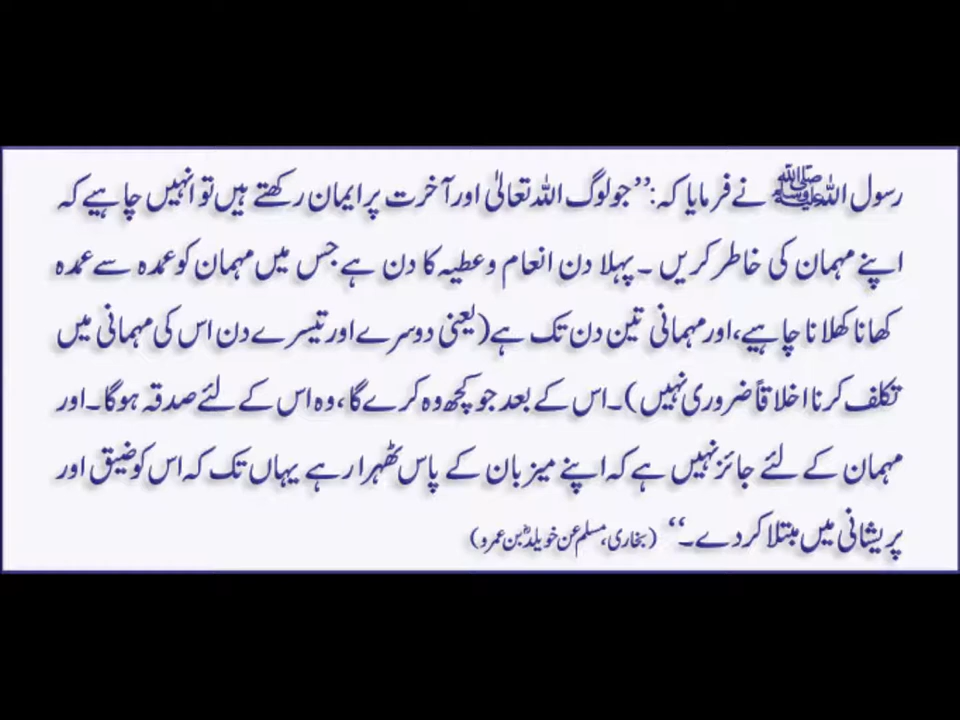 رسول اللہ ﷺ نے فرمایا کہ: ’’جو لوگ اللہ تعالیٰ اور آخرت پر ایمان رکھتے ہیں تو انہیں چاہیے کہ
اپنے مہمان کی خاطر کریں ۔ پہلا دن انعام و عطیہ کا دن ہے جس میں مہمان کو عمدہ سے عمدہ
کھانا کھلانا چاہیے، اور مہمانی تین دن تک ہے (یعنی دوسرے اور تیسرے دن اس کی مہمانی میں
تکلف کرنا اخلاقاً ضروری نہیں)۔ اس کے بعد جو کچھ وہ کرے گا، وہ اس کے لئے صدقہ ہوگا۔ اور
مہمان کے لئے جائز نہیں ہے کہ اپنے میزبان کے پاس ٹھہرا رہے یہاں تک کہ اس کو ضیق اور
پریشانی میں مبتلا کردے۔‘‘ (بخاری، مسلم عن خویلدؓ بن عمرو)